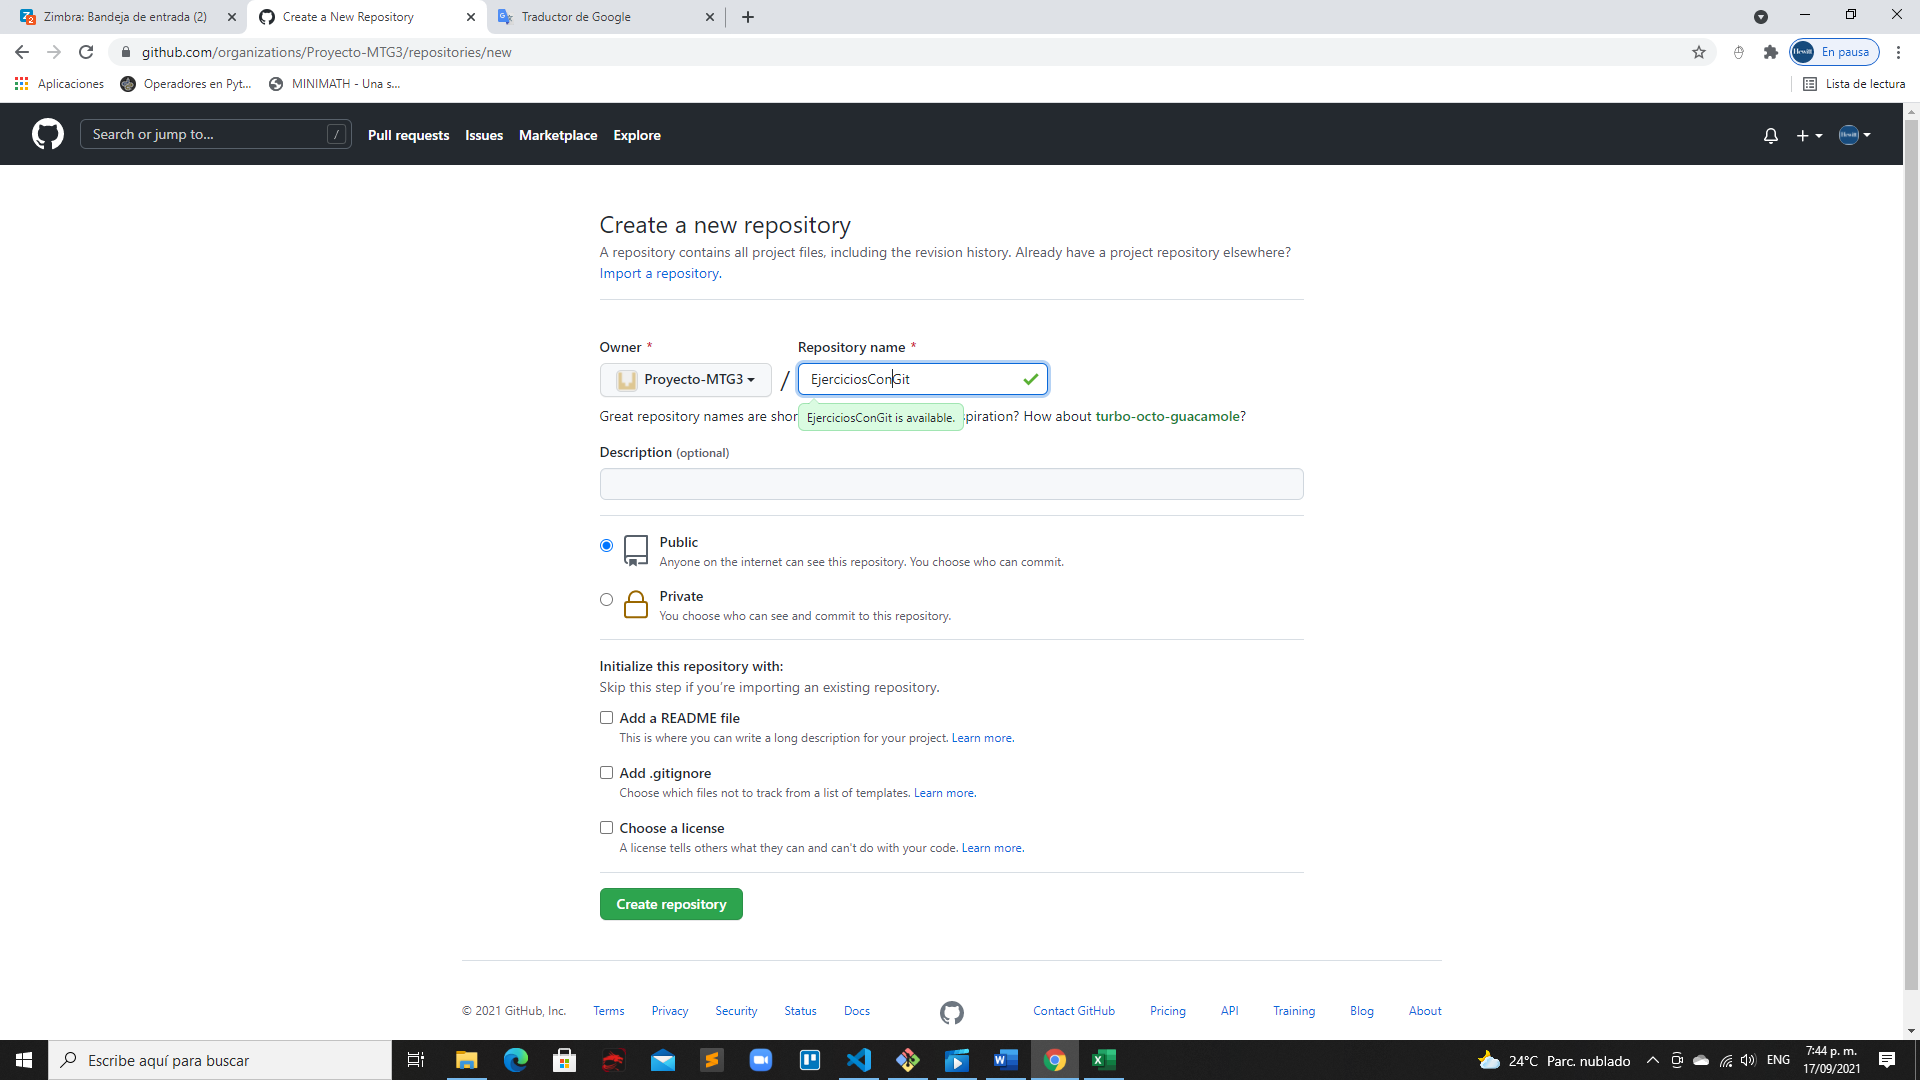 Zimbra: Bandeja de entrada (2)
Create a New Repository
Traductor de Google
github.com/organizations/Proyecto-MTG3/repositories/new
En pausa
Aplicaciones
Operadores en Pyt...
MINIMATH - Una s...
Lista de lectura
Search or jump to...
/
Pull requests
Issues
Marketplace
Explore
Create a new repository
A repository contains all project files, including the revision history. Already have a project repository elsewhere?
Import a repository.
Owner *
Repository name *
Proyecto-MTG3
/
EjerciciosConGit
Great repository names are shor
EjerciciosConGit is available.
piration? How about turbo-octo-guacamole?
Description (optional)
Public
Anyone on the internet can see this repository. You choose who can commit.
Private
You choose who can see and commit to this repository.
Initialize this repository with:
Skip this step if you’re importing an existing repository.
Add a README file
This is where you can write a long description for your project. Learn more.
Add .gitignore
Choose which files not to track from a list of templates. Learn more.
Choose a license
A license tells others what they can and can't do with your code. Learn more.
Create repository
© 2021 GitHub, Inc.
Terms
Privacy
Security
Status
Docs
Contact GitHub
Pricing
API
Training
Blog
About
Escribe aquí para buscar
24°C Parc. nublado
ENG
7:44 p. m.
17/09/2021